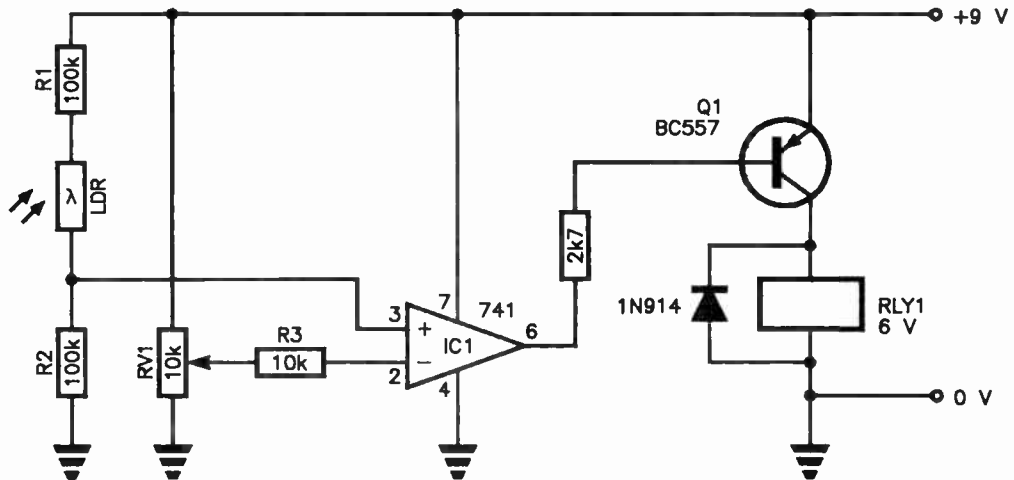 +9 V
R1
100k
Q1
BC557
λ
LDR
2k7
7
741
1N914
RLY1
6 V
3
+
6
R3
IC1
R2
100k
RV1
10k
10k
−
2
4
0 V